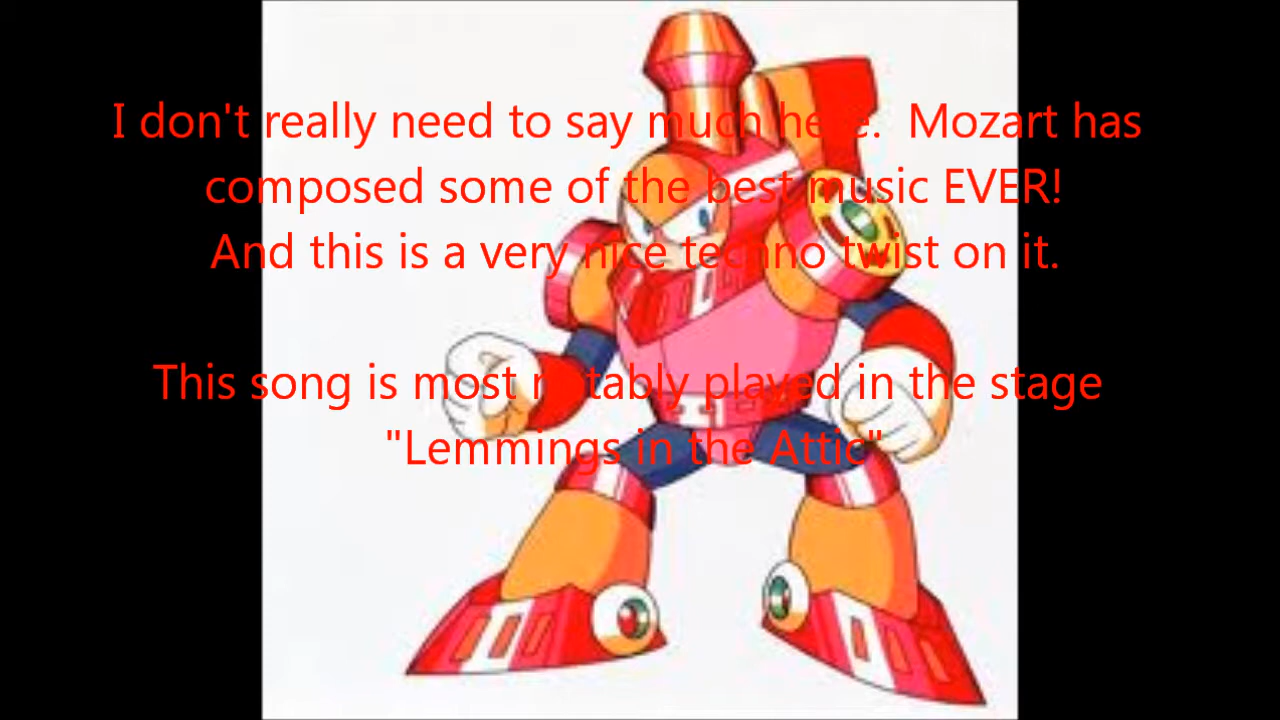 I don't really need to say much here.  Mozart has
composed some of the best music EVER!
And this is a very nice techno twist on it.
This song is most notably played in the stage
"Lemmings in the Attic"